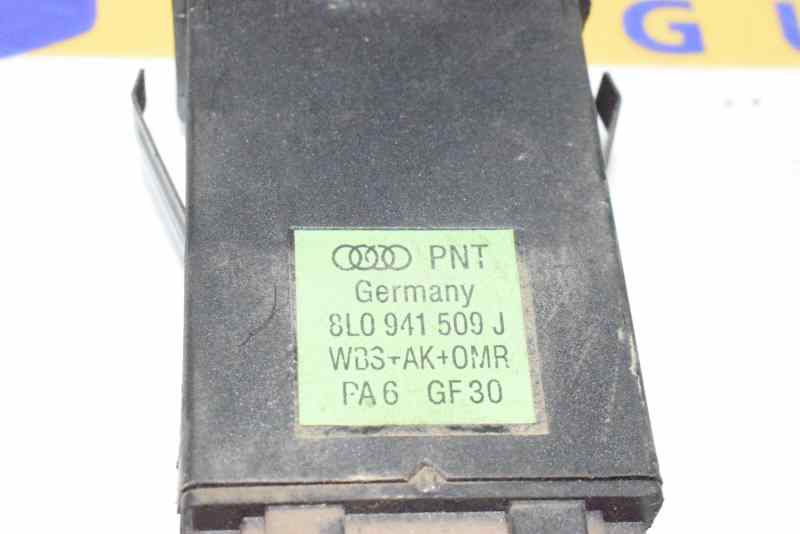 G U
PNT
Germany
8L0 941 509 J
WBS+AK+OMR
PA6 GF30